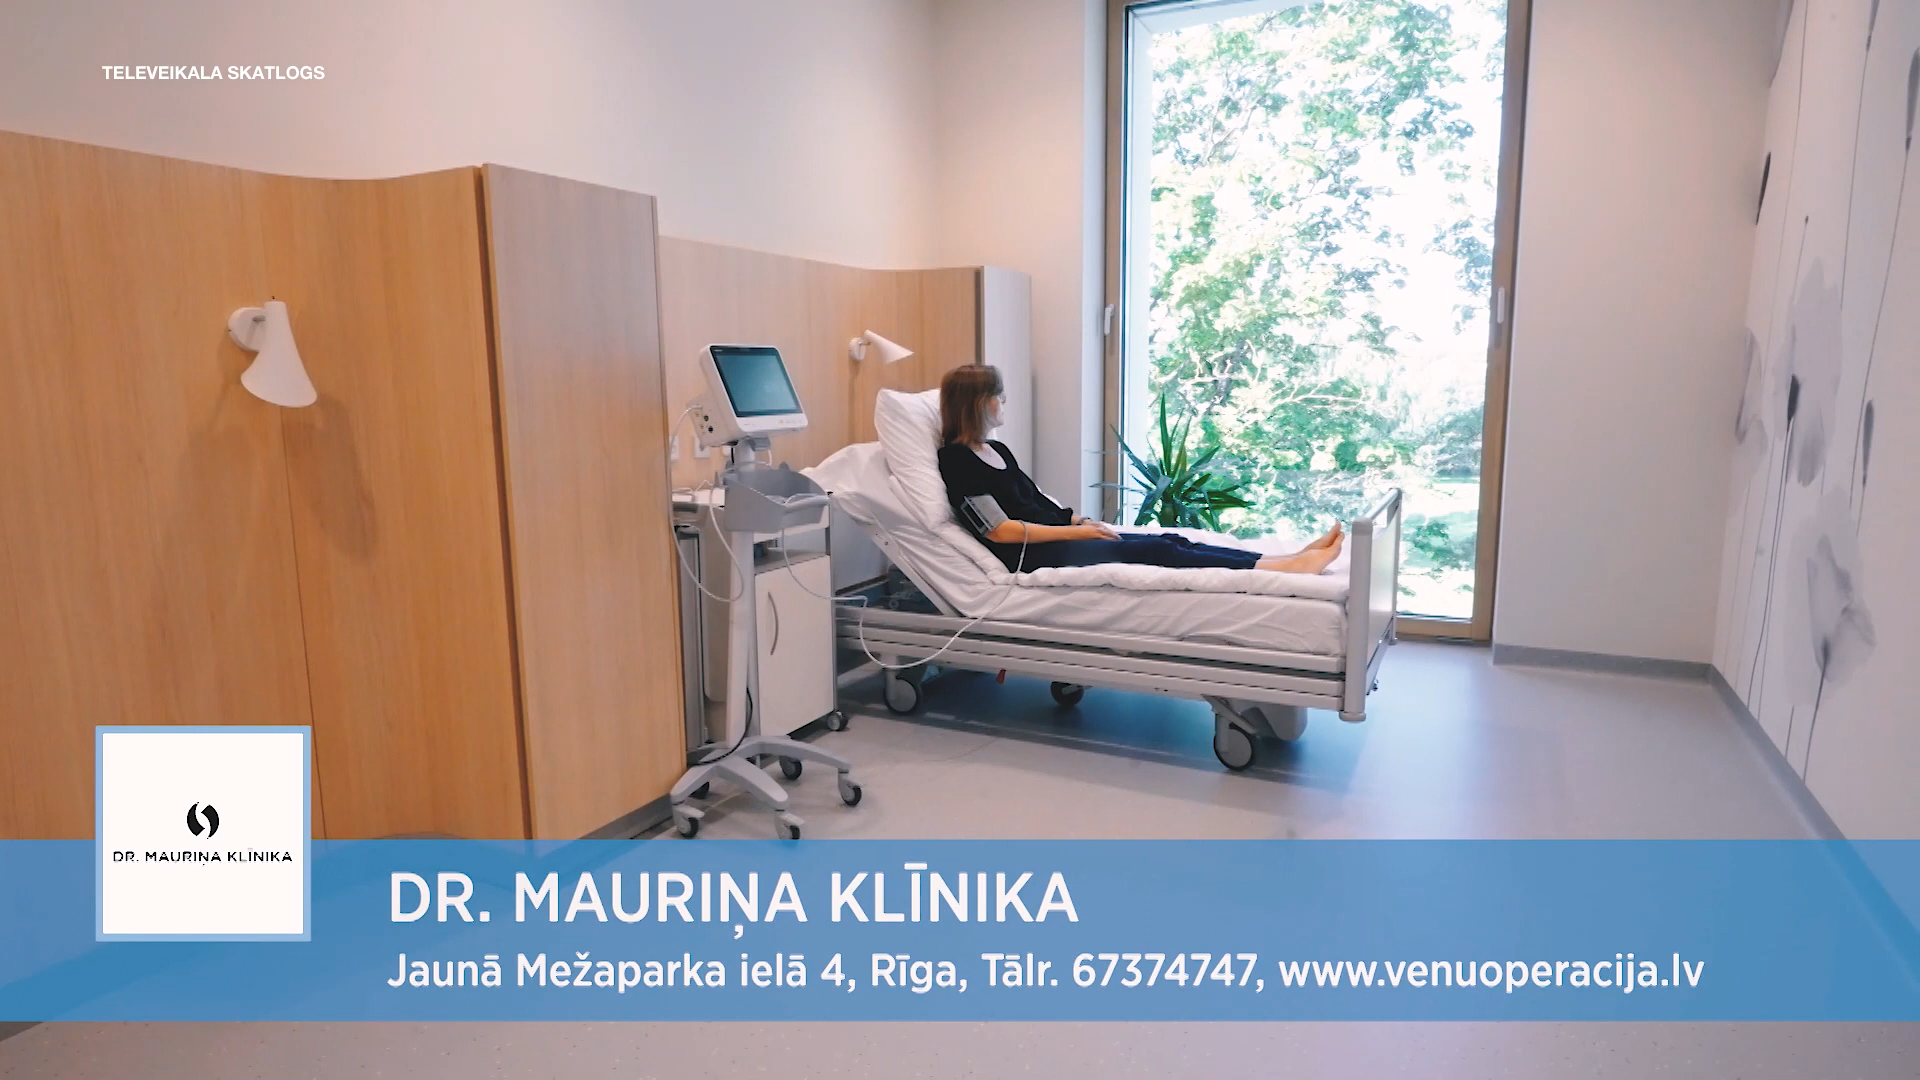 TELEVEIKALA SKATLOGS
DR. MAURIŅA KLĪNIKA
DR. MAURIŅA KLĪNIKA
Jaunā Mežaparka ielā 4, Rīga, Tālr. 67374747, www.venuoperacija.lv